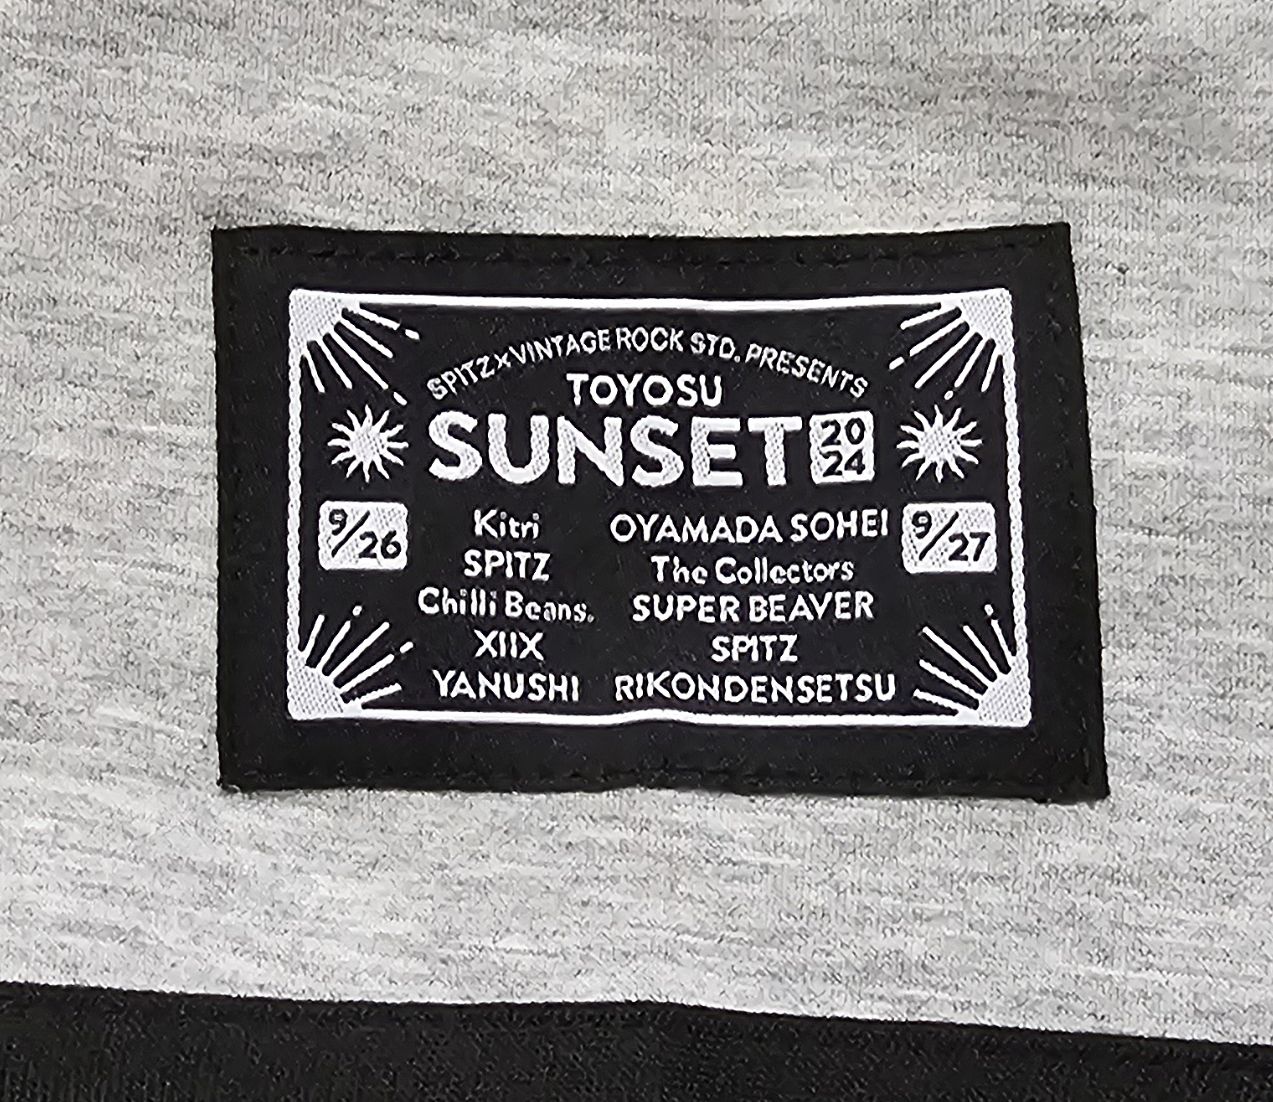 SPITZ×VINTAGE ROCK STD. PRESENTS
TOYOSU
SUNSET 2024
9/26
Kitri
SPITZ
Chilli Beans.
XIIX
YANUSHI
OYAMADA SOHEI
The Collectors
SUPER BEAVER
SPITZ
RIKONDENSETSU
9/27